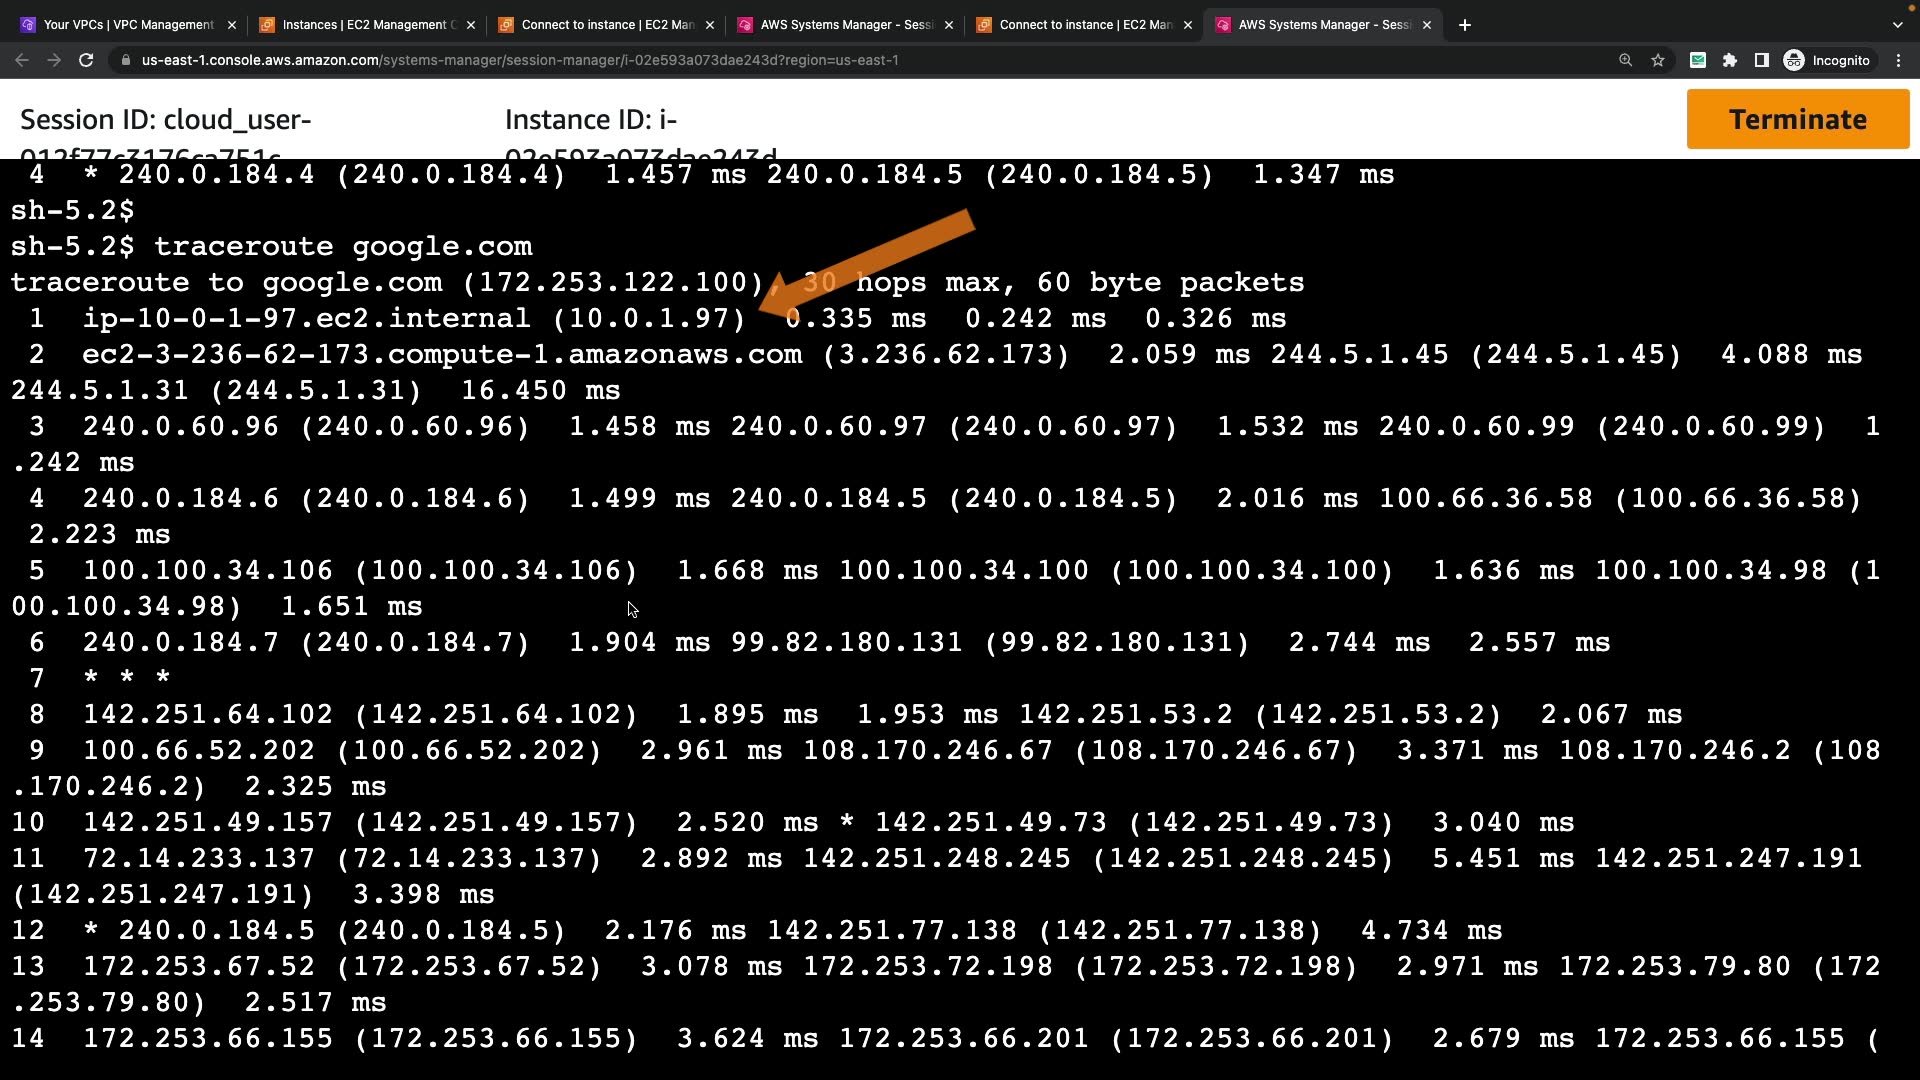 Your VPCs | VPC Management
Instances | EC2 Management C
Connect to instance | EC2 Man
AWS Systems Manager - Sessi
Connect to instance | EC2 Man
AWS Systems Manager - Sessi
us-east-1.console.aws.amazon.com/systems-manager/session-manager/i-02e593a073dae243d?region=us-east-1
Incognito
Session ID: cloud_user-
012f77c3176ca751c
Instance ID: i-
02e593a073dae243d
Terminate
4 * 240.0.184.4 (240.0.184.4) 1.457 ms 240.0.184.5 (240.0.184.5) 1.347 ms
sh-5.2$
sh-5.2$ traceroute google.com
traceroute to google.com (172.253.122.100), 30 hops max, 60 byte packets
1 ip-10-0-1-97.ec2.internal (10.0.1.97) 0.335 ms 0.242 ms 0.326 ms
2 ec2-3-236-62-173.compute-1.amazonaws.com (3.236.62.173) 2.059 ms 244.5.1.45 (244.5.1.45) 4.088 ms
244.5.1.31 (244.5.1.31) 16.450 ms
3 240.0.60.96 (240.0.60.96) 1.458 ms 240.0.60.97 (240.0.60.97) 1.532 ms 240.0.60.99 (240.0.60.99) 1
.242 ms
4 240.0.184.6 (240.0.184.6) 1.499 ms 240.0.184.5 (240.0.184.5) 2.016 ms 100.66.36.58 (100.66.36.58)
2.223 ms
5 100.100.34.106 (100.100.34.106) 1.668 ms 100.100.34.100 (100.100.34.100) 1.636 ms 100.100.34.98 (1
00.100.34.98) 1.651 ms
6 240.0.184.7 (240.0.184.7) 1.904 ms 99.82.180.131 (99.82.180.131) 2.744 ms 2.557 ms
7 * * *
8 142.251.64.102 (142.251.64.102) 1.895 ms 1.953 ms 142.251.53.2 (142.251.53.2) 2.067 ms
9 100.66.52.202 (100.66.52.202) 2.961 ms 108.170.246.67 (108.170.246.67) 3.371 ms 108.170.246.2 (108
.170.246.2) 2.325 ms
10 142.251.49.157 (142.251.49.157) 2.520 ms * 142.251.49.73 (142.251.49.73) 3.040 ms
11 72.14.233.137 (72.14.233.137) 2.892 ms 142.251.248.245 (142.251.248.245) 5.451 ms 142.251.247.191
(142.251.247.191) 3.398 ms
12 * 240.0.184.5 (240.0.184.5) 2.176 ms 142.251.77.138 (142.251.77.138) 4.734 ms
13 172.253.67.52 (172.253.67.52) 3.078 ms 172.253.72.198 (172.253.72.198) 2.971 ms 172.253.79.80 (172
.253.79.80) 2.517 ms
14 172.253.66.155 (172.253.66.155) 3.624 ms 172.253.66.201 (172.253.66.201) 2.679 ms 172.253.66.155 (